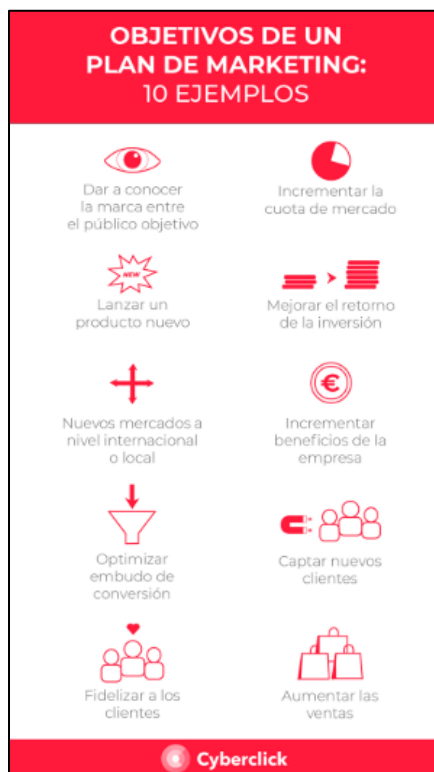 OBJETIVOS DE UN
PLAN DE MARKETING:
10 EJEMPLOS
Dar a conocer
la marca entre
el público objetivo
Incrementar la
cuota de mercado
NEW
Lanzar un
producto nuevo
Mejorar el retorno
de la inversión
Nuevos mercados a
nivel internacional
o local
€
Incrementar
beneficios de la
empresa
Optimizar
embudo de
conversión
Captar nuevos
clientes
Fidelizar a los
clientes
Aumentar las
ventas
Cyberclick